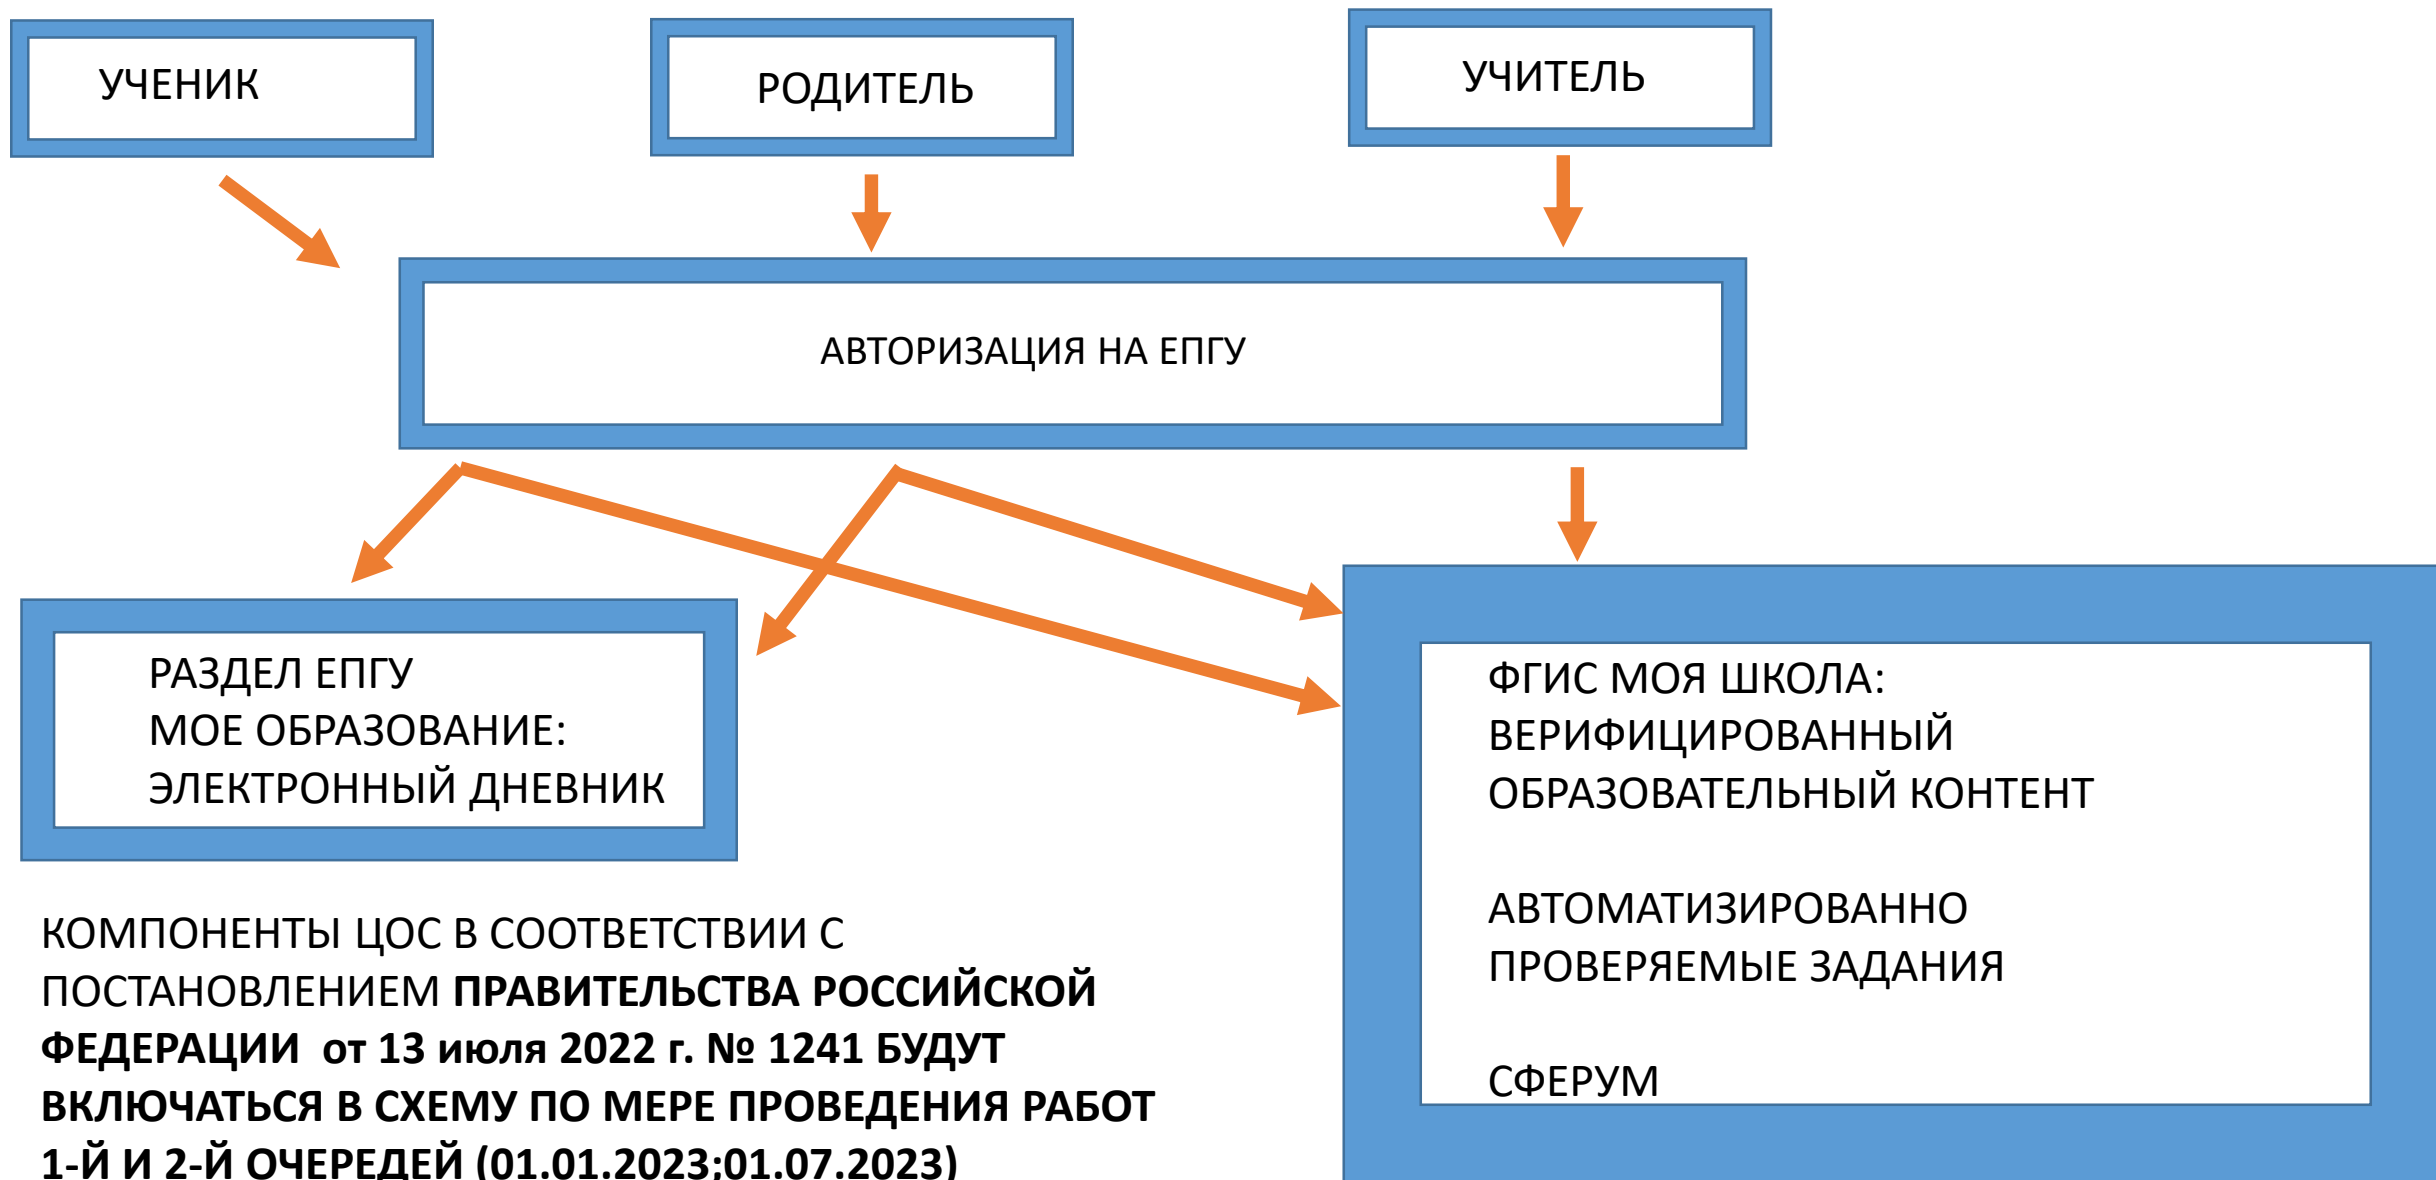 УЧЕНИК
РОДИТЕЛЬ
УЧИТЕЛЬ
АВТОРИЗАЦИЯ НА ЕПГУ
РАЗДЕЛ ЕПГУ
МОЕ ОБРАЗОВАНИЕ:
ЭЛЕКТРОННЫЙ ДНЕВНИК
ФГИС МОЯ ШКОЛА:
ВЕРИФИЦИРОВАННЫЙ
ОБРАЗОВАТЕЛЬНЫЙ КОНТЕНТ
АВТОМАТИЗИРОВАННО
ПРОВЕРЯЕМЫЕ ЗАДАНИЯ
СФЕРУМ
КОМПОНЕНТЫ ЦОС В СООТВЕТСТВИИ С
ПОСТАНОВЛЕНИЕМ ПРАВИТЕЛЬСТВА РОССИЙСКОЙ
ФЕДЕРАЦИИ от 13 июля 2022 г. № 1241 БУДУТ
ВКЛЮЧАТЬСЯ В СХЕМУ ПО МЕРЕ ПРОВЕДЕНИЯ РАБОТ
1-Й И 2-Й ОЧЕРЕДЕЙ (01.01.2023;01.07.2023)